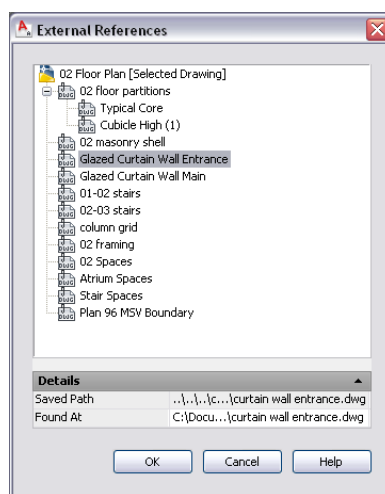 External References
02 Floor Plan [Selected Drawing]
02 floor partitions
Typical Core
Cubicle High (1)
02 masonry shell
Glazed Curtain Wall Entrance
Glazed Curtain Wall Main
01-02 stairs
02-03 stairs
column grid
02 framing
02 Spaces
Atrium Spaces
Stair Spaces
Plan 96 MSV Boundary
Details
Saved Path ..\..\..\c...\curtain wall entrance.dwg
Found At C:\Docu...\curtain wall entrance.dwg
OK Cancel Help